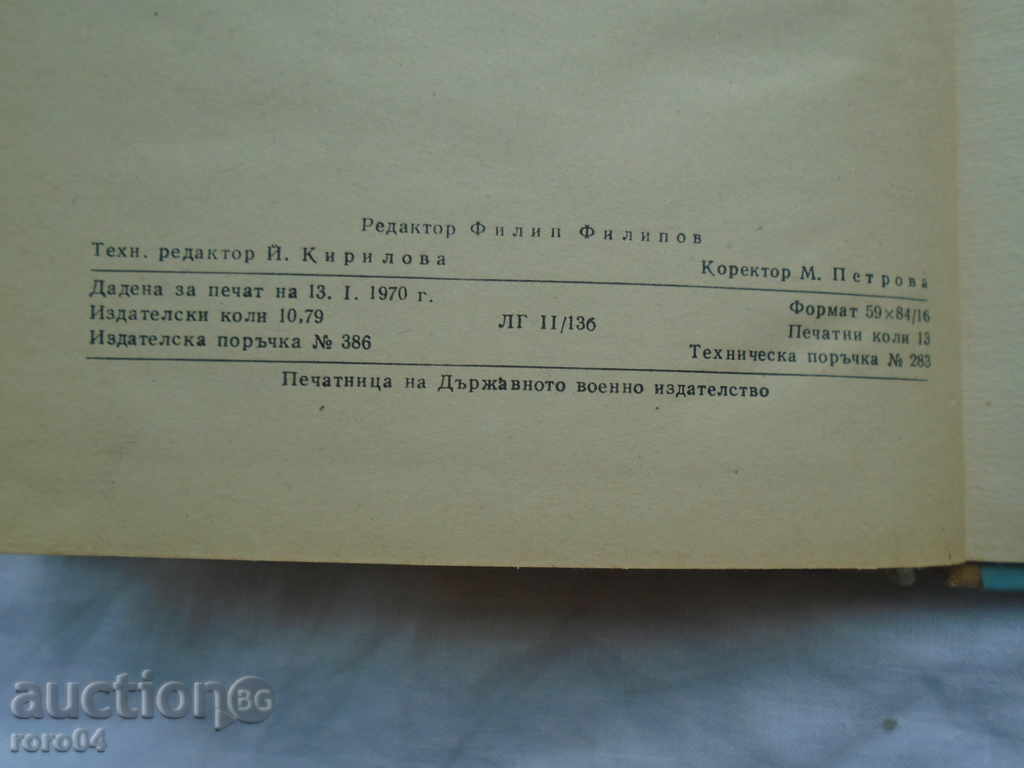 Редактор Филип Филипов
Техн. редактор Й. Кирилова Коректор М. Петрова
Дадена за печат на 13. I. 1970 г. Формат 59×84/16
Издателски коли 10,79 ЛГ II/136 Печатни коли 13
Издателска поръчка № 386 Техническа поръчка № 283
Печатница на Държавното военно издателство
auction BG
roro04